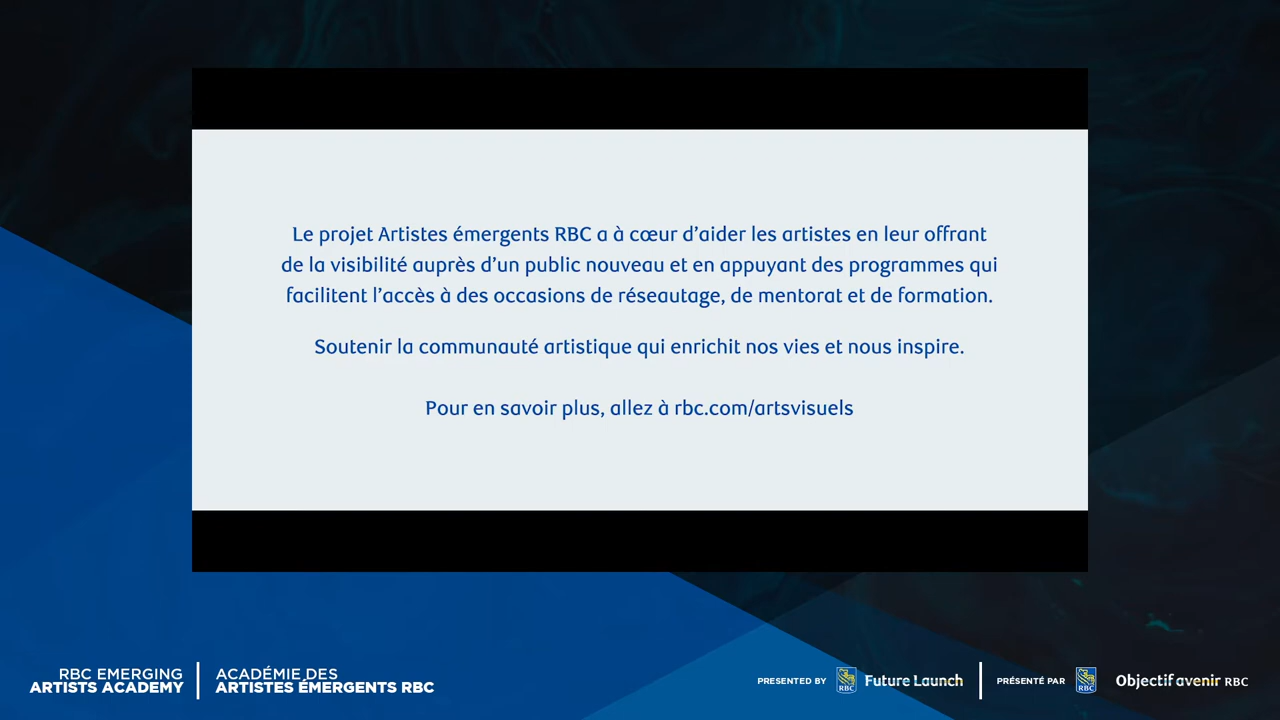 Le projet Artistes émergents RBC a à cœur d’aider les artistes en leur offrant
de la visibilité auprès d’un public nouveau et en appuyant des programmes qui
facilitent l’accès à des occasions de réseautage, de mentorat et de formation.
Soutenir la communauté artistique qui enrichit nos vies et nous inspire.
Pour en savoir plus, allez à rbc.com/artsvisuels
RBC EMERGING
ARTISTS ACADEMY
ACADÉMIE DES
ARTISTES ÉMERGENTS RBC
PRESENTED BY
RBC
Future Launch
PRÉSENTÉ PAR
RBC
Objectif avenir RBC